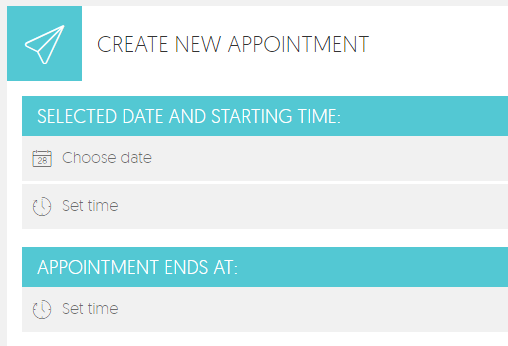 CREATE NEW APPOINTMENT
SELECTED DATE AND STARTING TIME:
28 Choose date
Set time
APPOINTMENT ENDS AT:
Set time